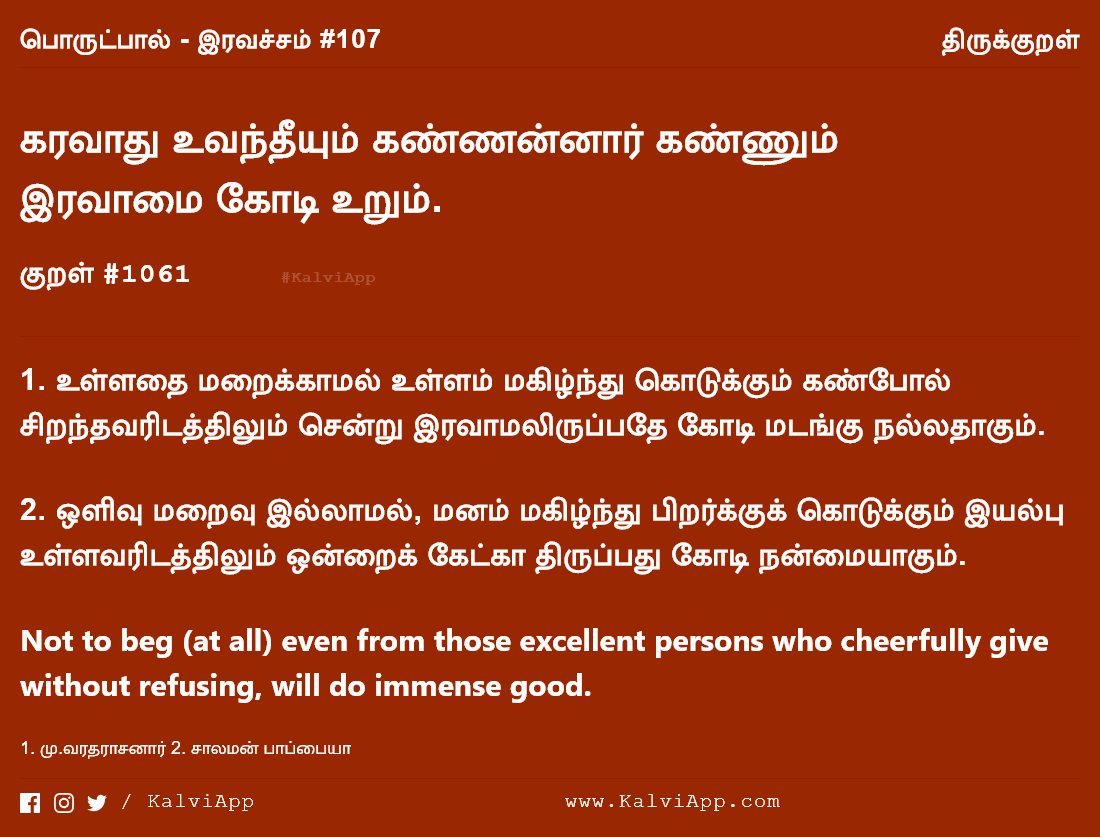 பொருட்பால் - இரவச்சம் #107 திருக்குறள்
கரவாது உவந்தீயும் கண்ணன்னார் கண்ணும்
இரவாமை கோடி உறும்.
குறள் #1061 #KalviApp
1. உள்ளதை மறைக்காமல் உள்ளம் மகிழ்ந்து கொடுக்கும் கண்போல்
சிறந்தவரிடத்திலும் சென்று இரவாமலிருப்பதே கோடி மடங்கு நல்லதாகும்.
2. ஒளிவு மறைவு இல்லாமல், மனம் மகிழ்ந்து பிறர்க்குக் கொடுக்கும் இயல்பு
உள்ளவரிடத்திலும் ஒன்றைக் கேட்கா திருப்பது கோடி நன்மையாகும்.
Not to beg (at all) even from those excellent persons who cheerfully give
without refusing, will do immense good.
1. மு.வரதராசனார் 2. சாலமன் பாப்பையா
/ KalviApp www.KalviApp.com